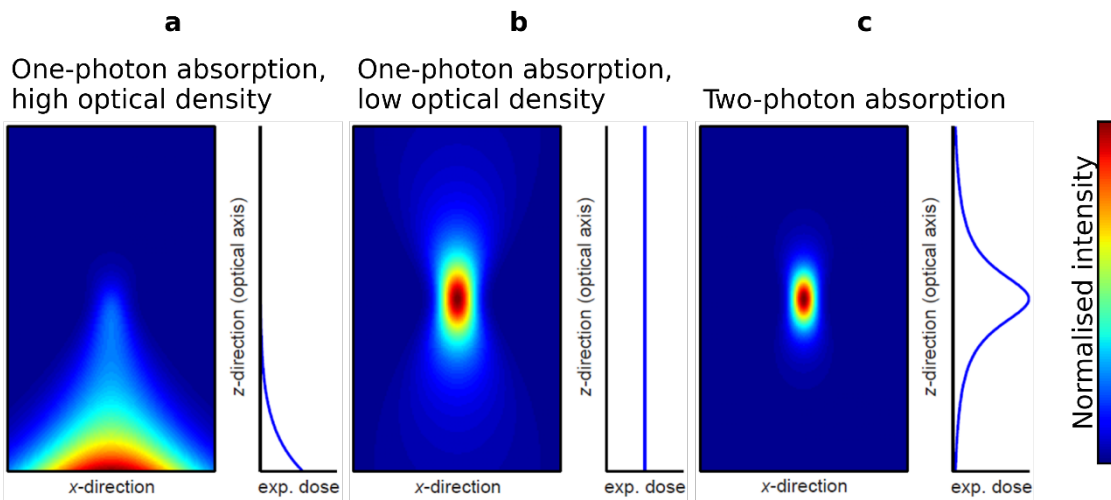 a
One-photon absorption,
high optical density
z-direction (optical axis)
x-direction
exp. dose
b
One-photon absorption,
low optical density
z-direction (optical axis)
x-direction
exp. dose
c
Two-photon absorption
z-direction (optical axis)
x-direction
exp. dose
Normalised intensity